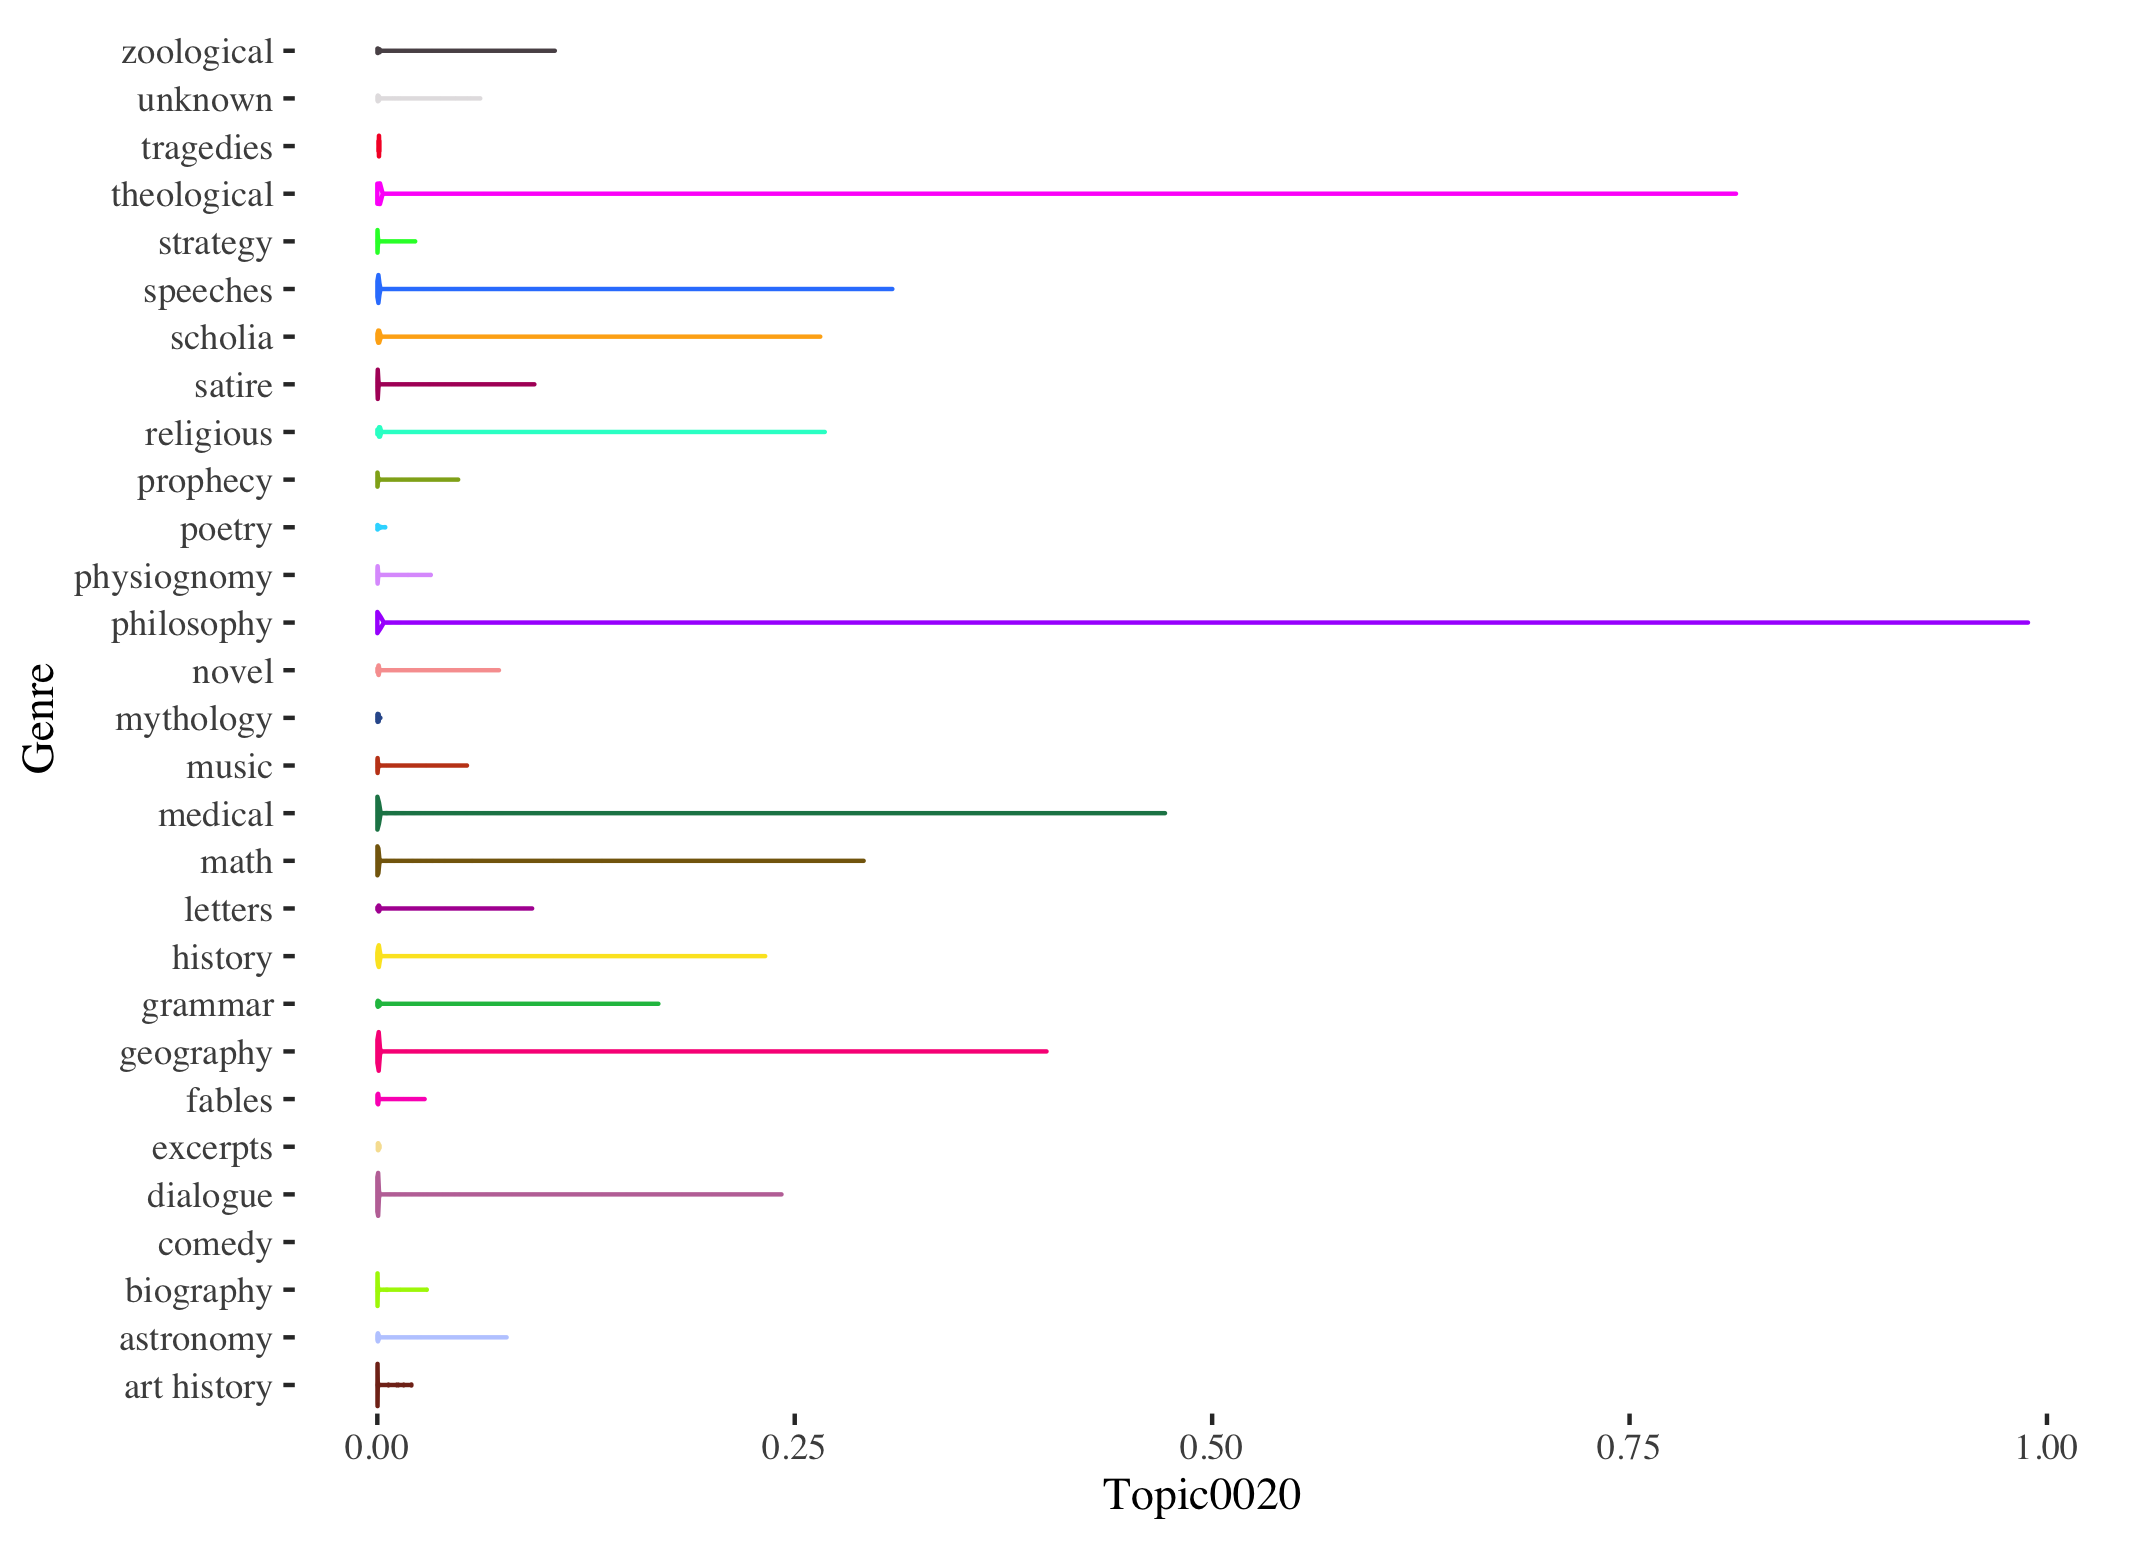 zoological
unknown
tragedies
theological
strategy
speeches
scholia
satire
religious
prophecy
poetry
physiognomy
philosophy
novel
mythology
music
medical
math
letters
history
grammar
geography
fables
excerpts
dialogue
comedy
biography
astronomy
art history
Genre
0.00 0.25 0.50 0.75 1.00
Topic0020